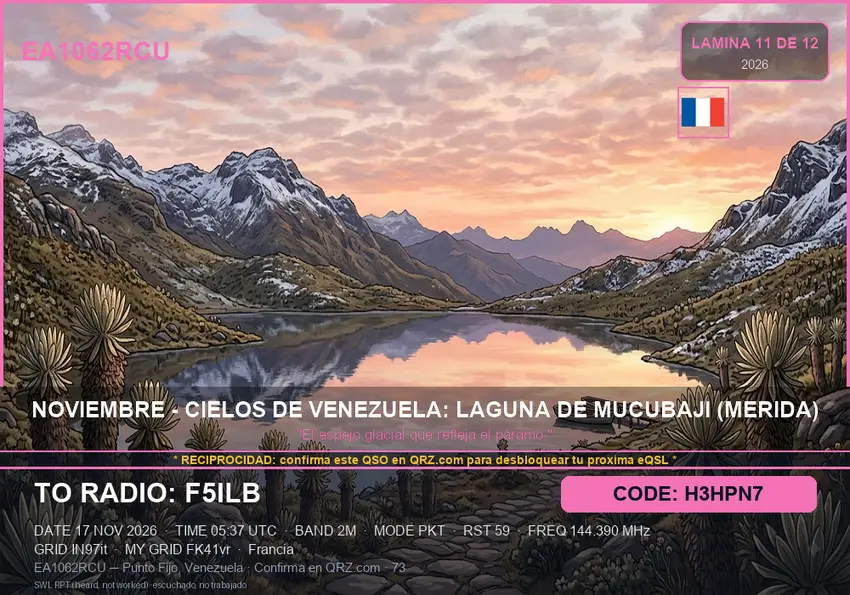 EA1062RCU
LAMINA 11 DE 12
2026
NOVIEMBRE - CIELOS DE VENEZUELA: LAGUNA DE MUCUBAJI (MERIDA)
"El espejo glacial que refleja el paramo."
* RECIPROCIDAD: confirma este QSO en QRZ.com para desbloquear tu proxima eQSL *
TO RADIO: F5ILB
CODE: H3HPN7
DATE 17 NOV 2026 · TIME 05:37 UTC · BAND 2M · MODE PKT · RST 59 · FREQ 144.390 MHz
GRID IN97it · MY GRID FK41vr · Francia
EA1062RCU — Punto Fijo, Venezuela · Confirma en QRZ.com · 73
SWL RPT (heard, not worked) · escuchado, no trabajado